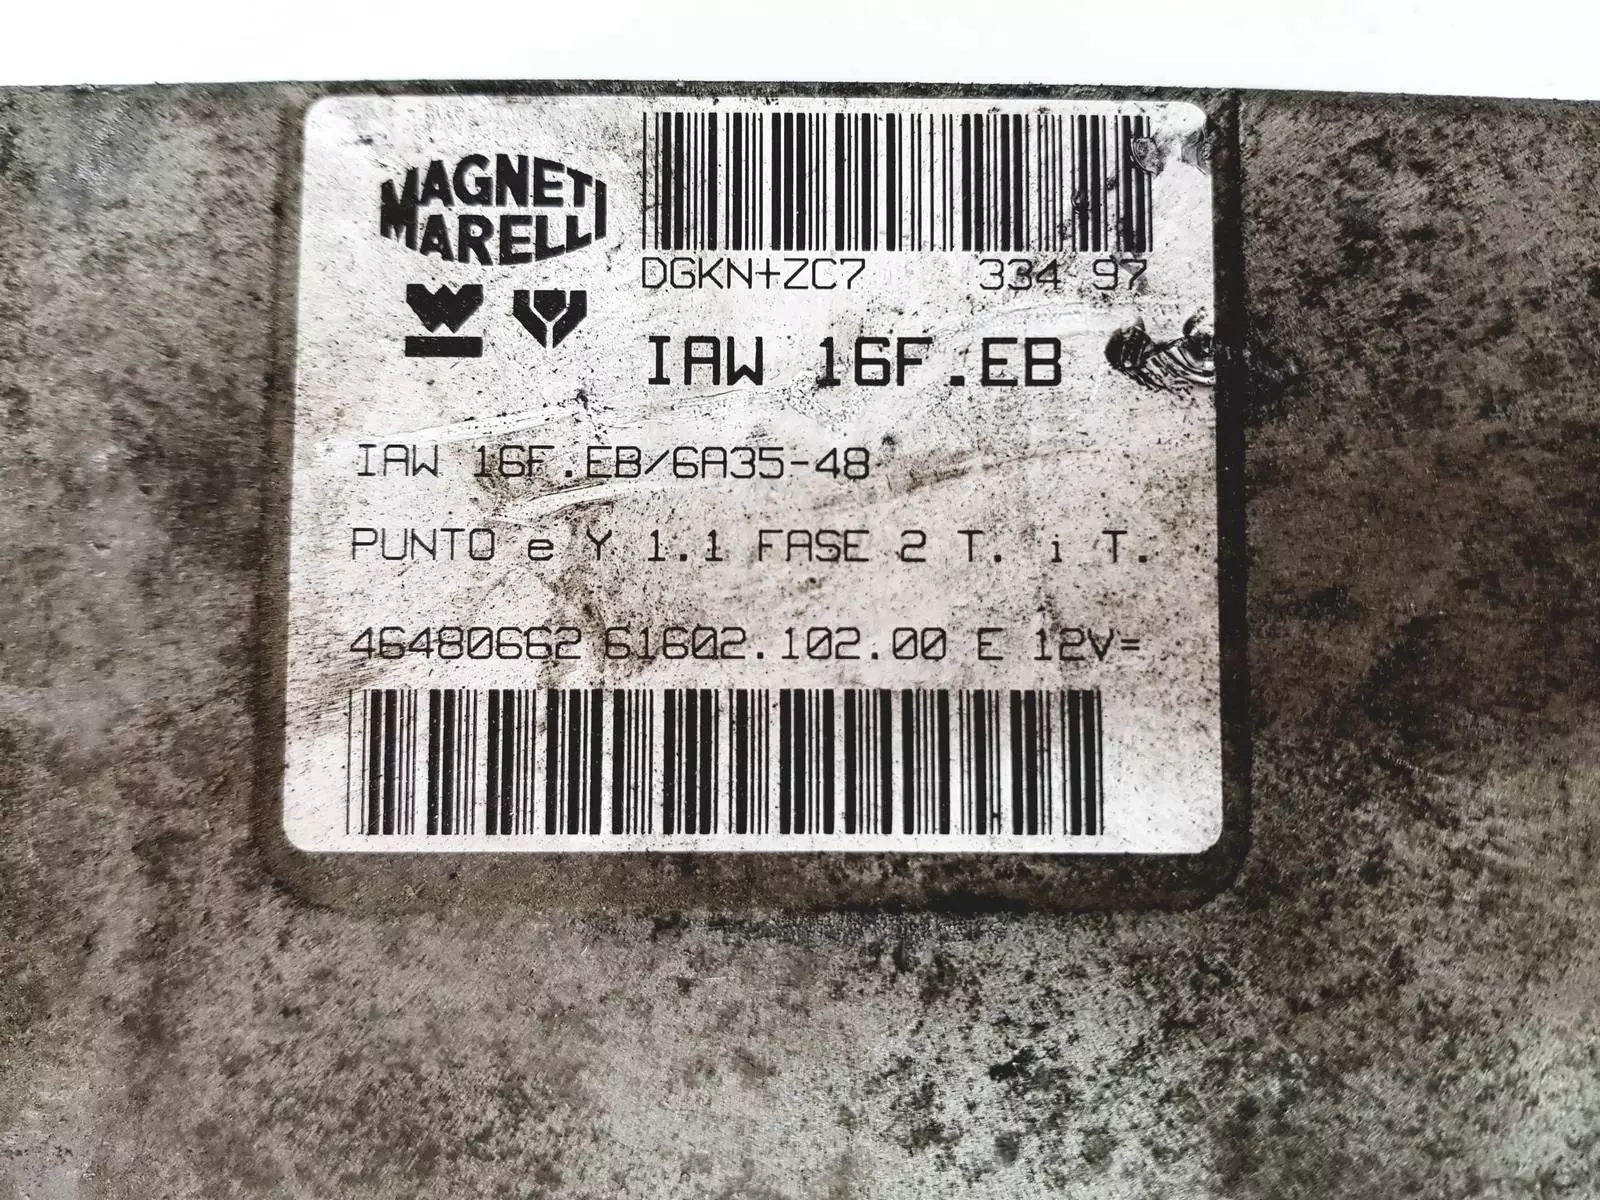 MAGNETI
MARELLI
DGKN+ZC7 334 97
IAW 16F.EB
IAW 16F.EB/6A35-48
PUNTO e Y 1.1 FASE 2 T. i T.
46480662 61602.102.00 E 12V=